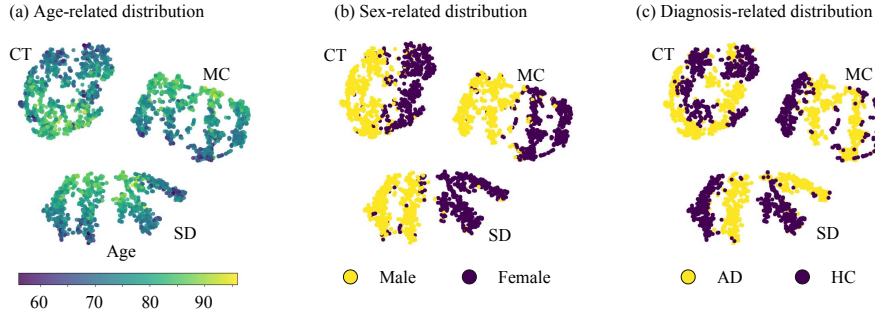 (a) Age-related distribution
CT
MC
SD
Age
60 70 80 90
(b) Sex-related distribution
CT
MC
SD
Male Female
(c) Diagnosis-related distribution
CT
MC
SD
AD HC